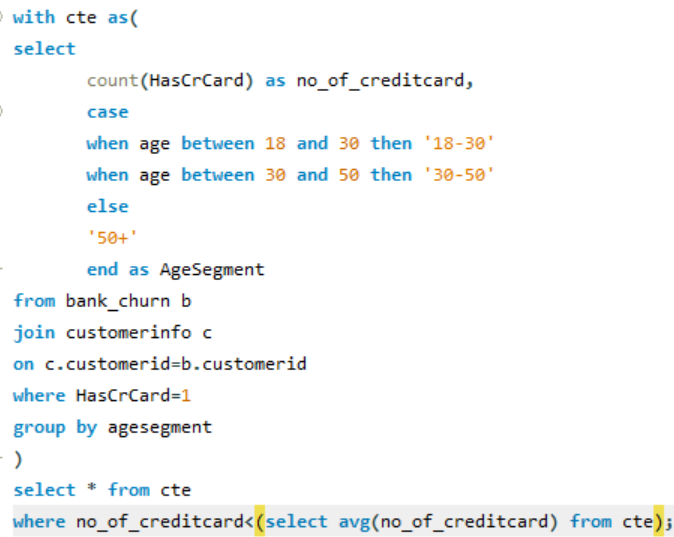 with cte as(
select
count(HasCrCard) as no_of_creditcard,
case
when age between 18 and 30 then '18-30'
when age between 30 and 50 then '30-50'
else
'50+'
end as AgeSegment
from bank_churn b
join customerinfo c
on c.customerid=b.customerid
where HasCrCard=1
group by agesegment
)
select * from cte
where no_of_creditcard<(select avg(no_of_creditcard) from cte);